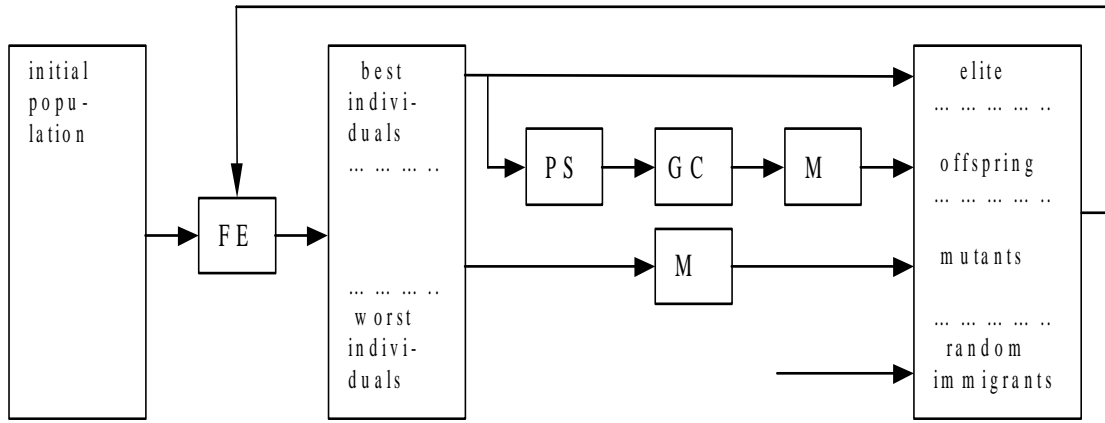 initial
popu-
lation
FE
best
indivi-
duals
… … … ..
… … … ..
worst
indivi-
duals
PS
GC
M
M
elite
… … … … ..
offspring
… … … … ..
mutants
… … … … ..
random
immigrants